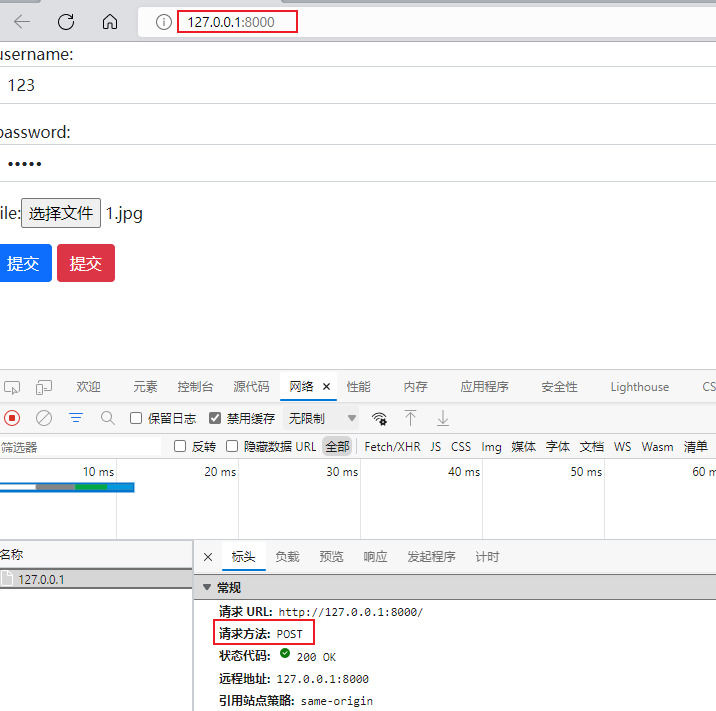 127.0.0.1:8000
username:
123
password:
•••••
ile:选择文件 1.jpg
提交 提交
欢迎 元素 控制台 源代码 网络 × 性能 内存 应用程序 安全性 Lighthouse CS
保留日志 禁用缓存 无限制
筛选器 反转 隐藏数据 URL 全部 Fetch/XHR JS CSS Img 媒体 字体 文档 WS Wasm 清单
10 ms 20 ms 30 ms 40 ms 50 ms 60 m
名称 × 标头 负载 预览 响应 发起程序 计时
127.0.0.1
常规
请求 URL: http://127.0.0.1:8000/
请求方法: POST
状态代码: 200 OK
远程地址: 127.0.0.1:8000
引用站点策略: same-origin